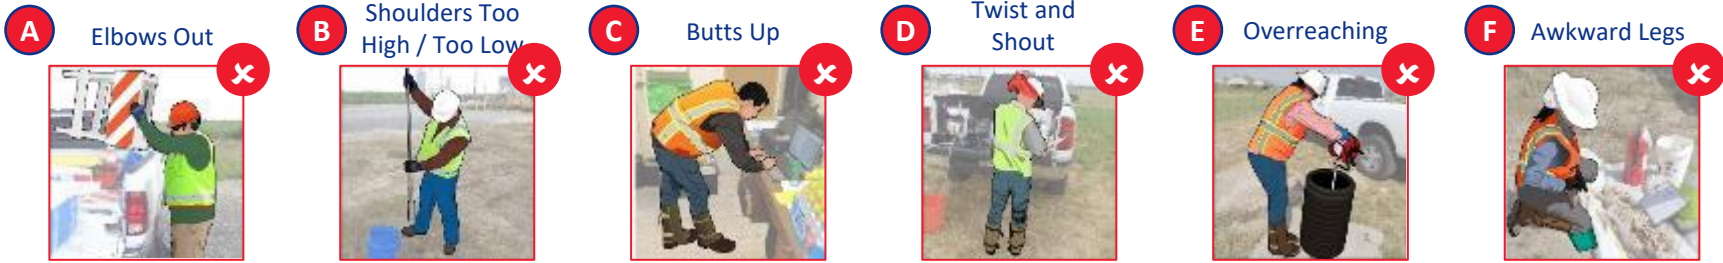 A
Elbows Out
B
Shoulders Too
High / Too Low
C
Butts Up
D
Twist and
Shout
E
Overreaching
F
Awkward Legs